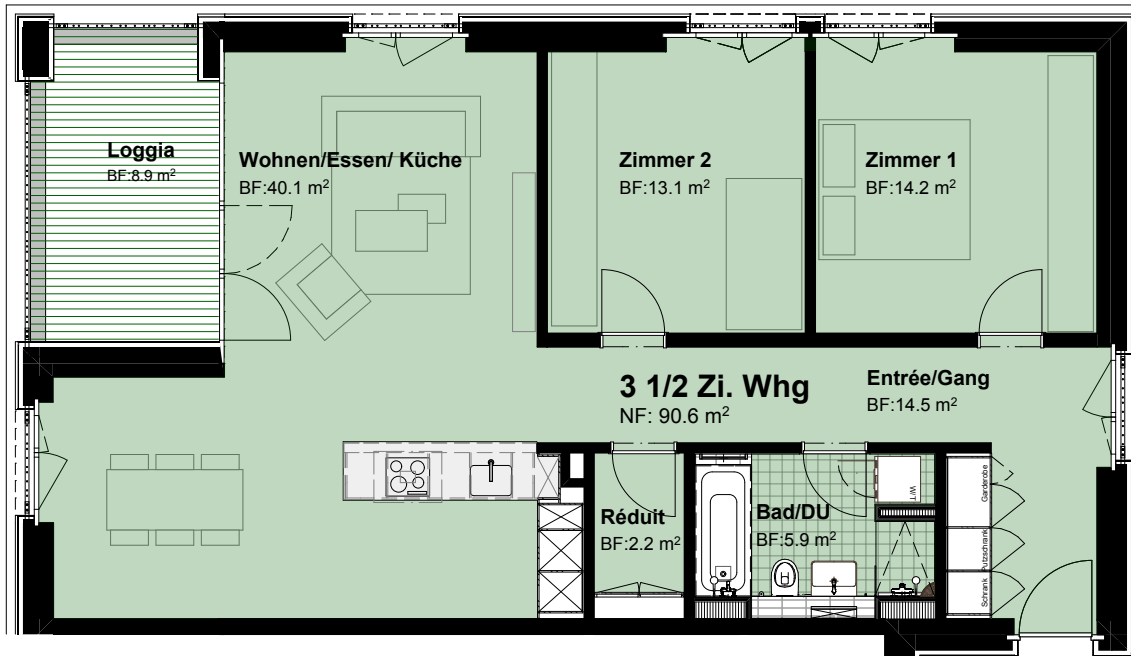 Loggia
BF:8.9 m²
Wohnen/Essen/ Küche
BF:40.1 m²
Zimmer 2
BF:13.1 m²
Zimmer 1
BF:14.2 m²
3 1/2 Zi. Whg
NF: 90.6 m²
Entrée/Gang
BF:14.5 m²
Réduit
BF:2.2 m²
Bad/DU
BF:5.9 m²
W/T
Garderobe
Putzschrank
Schrank